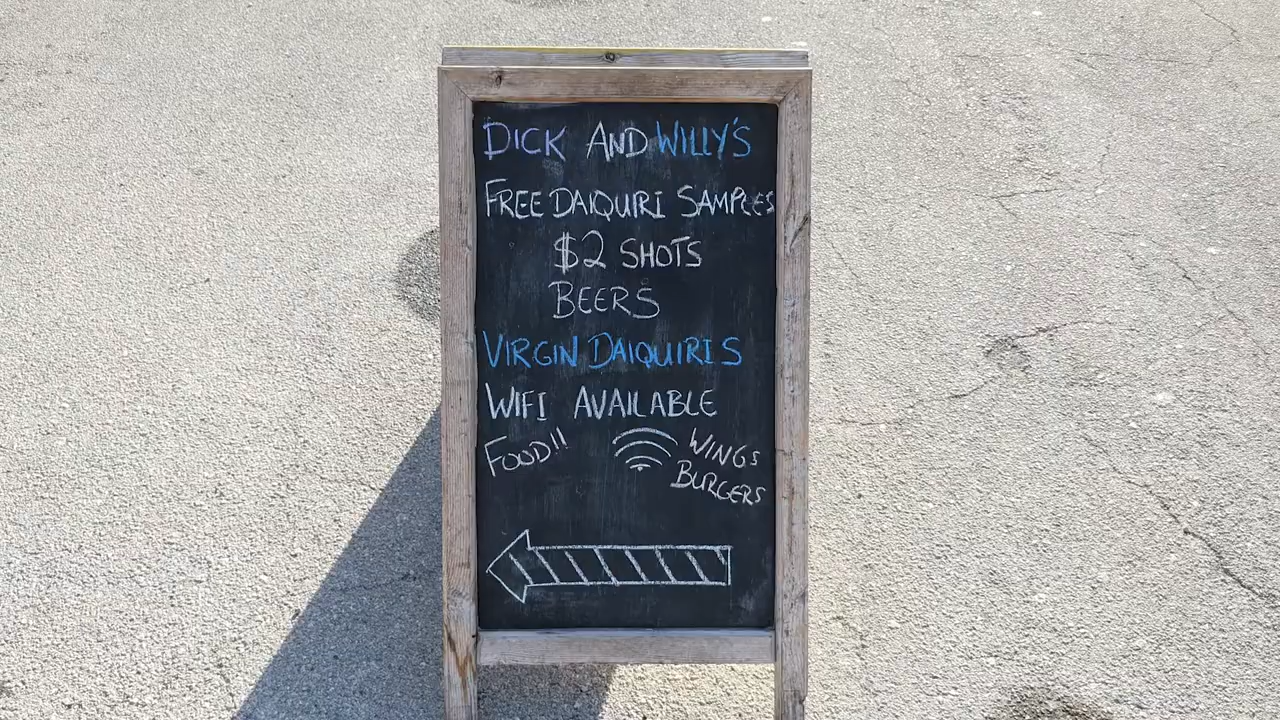 DICK AND WILLY'S
FREE DAIQUIRI SAMPLES
$2 SHOTS
BEERS
VIRGIN DAIQUIRIS
WIFI AVAILABLE
FOOD!!
WINGS
BURGERS